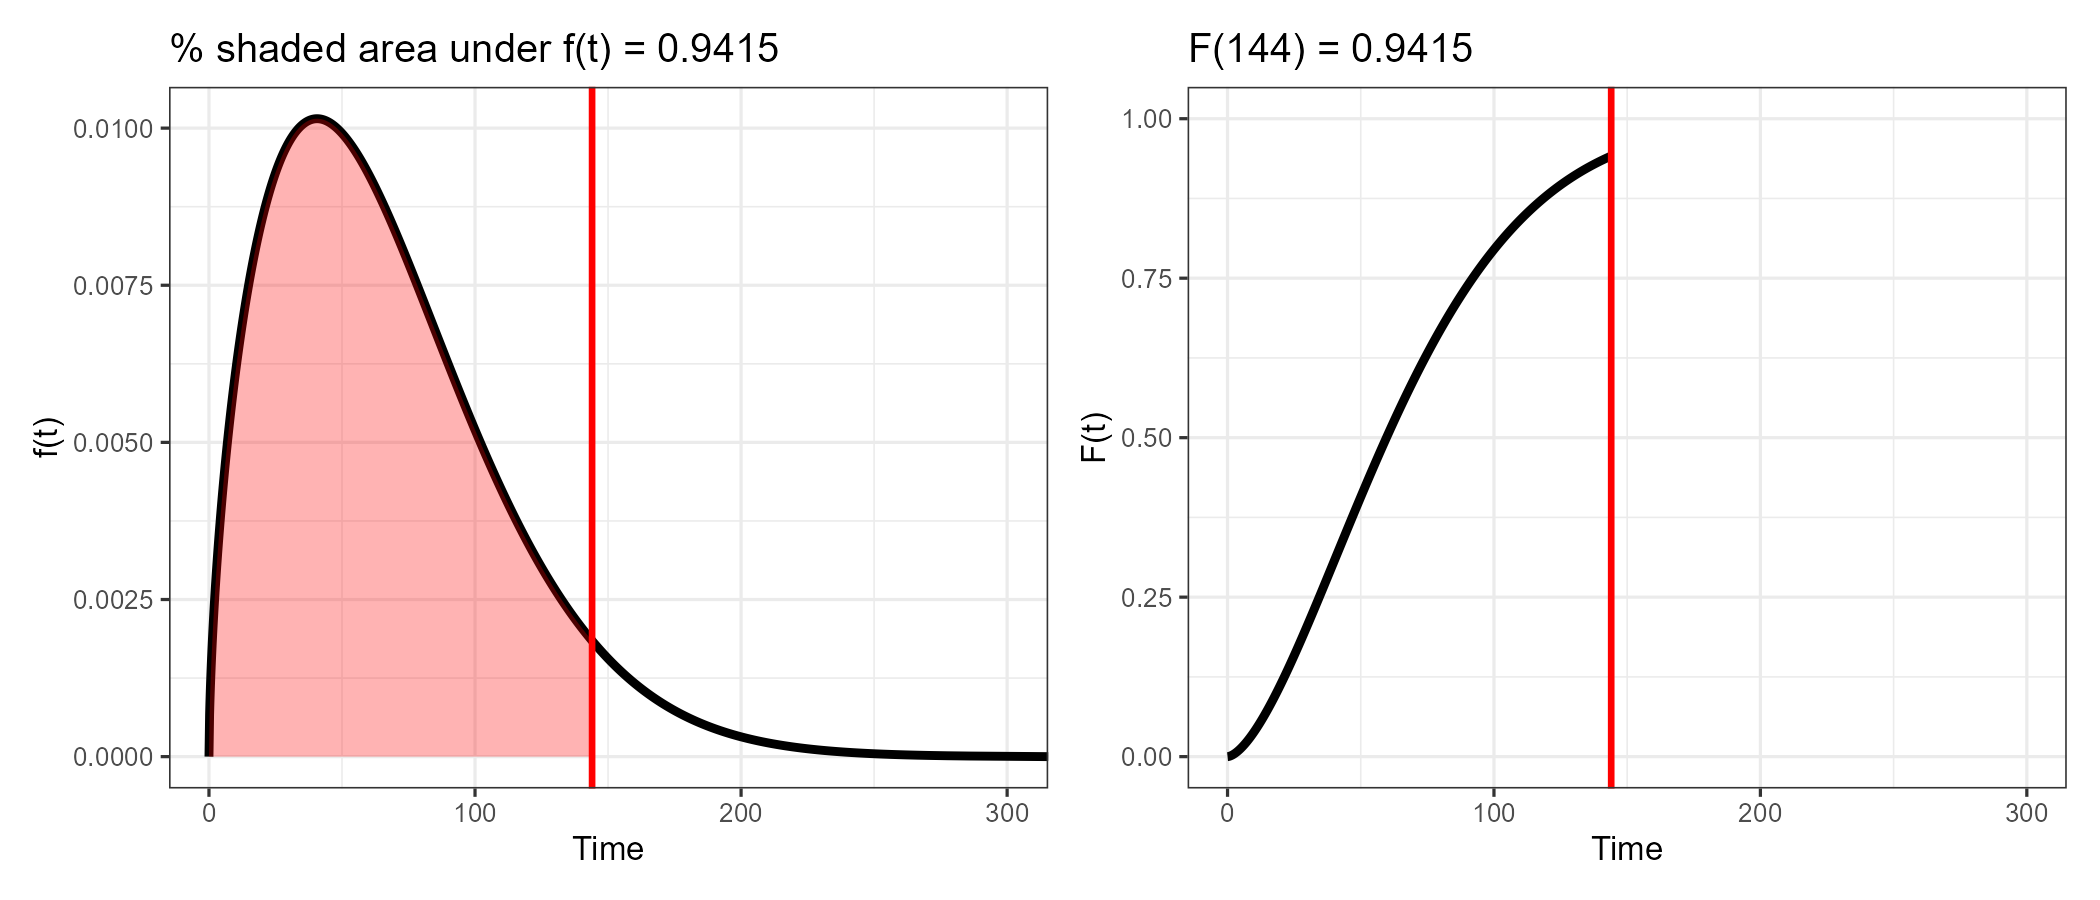 % shaded area under f(t) = 0.9415
f(t)
0.0100
0.0075
0.0050
0.0025
0.0000
0 100 200 300
Time
F(144) = 0.9415
F(t)
1.00
0.75
0.50
0.25
0.00
0 100 200 300
Time